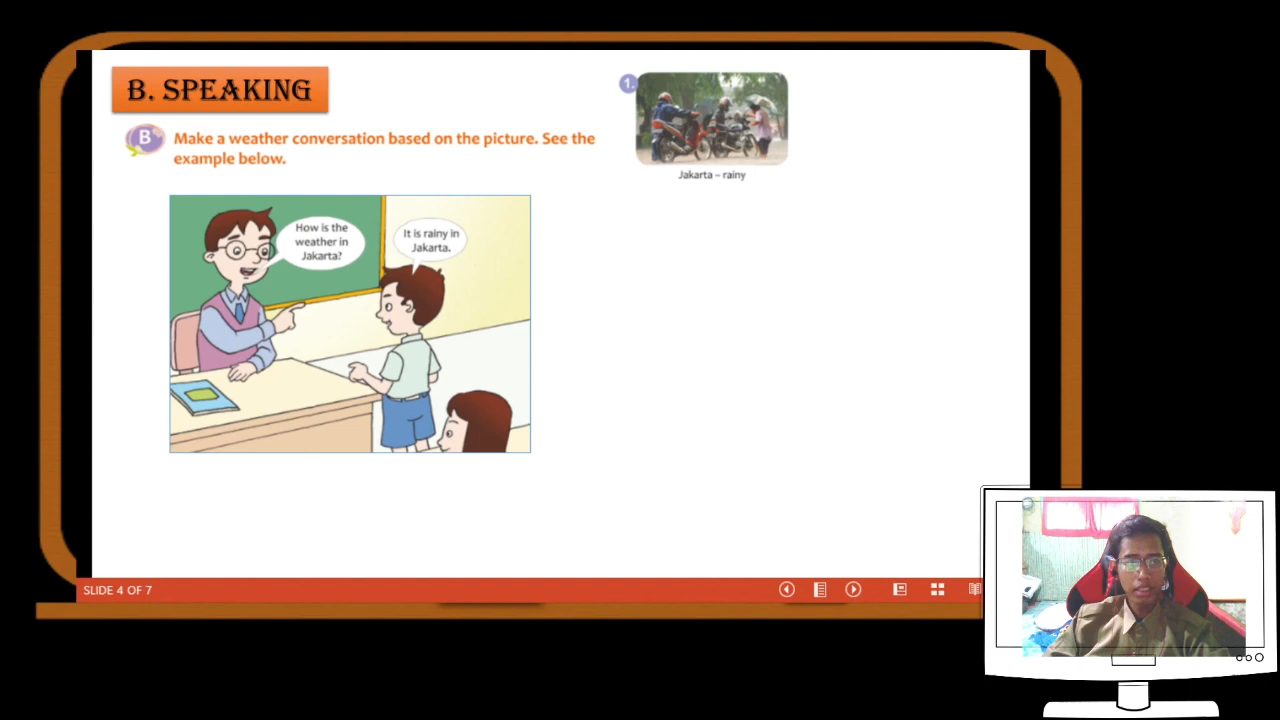 B. SPEAKING
B
Make a weather conversation based on the picture. See the
example below.
How is the
weather in
Jakarta?
It is rainy in
Jakarta.
1.
Jakarta – rainy
SLIDE 4 OF 7